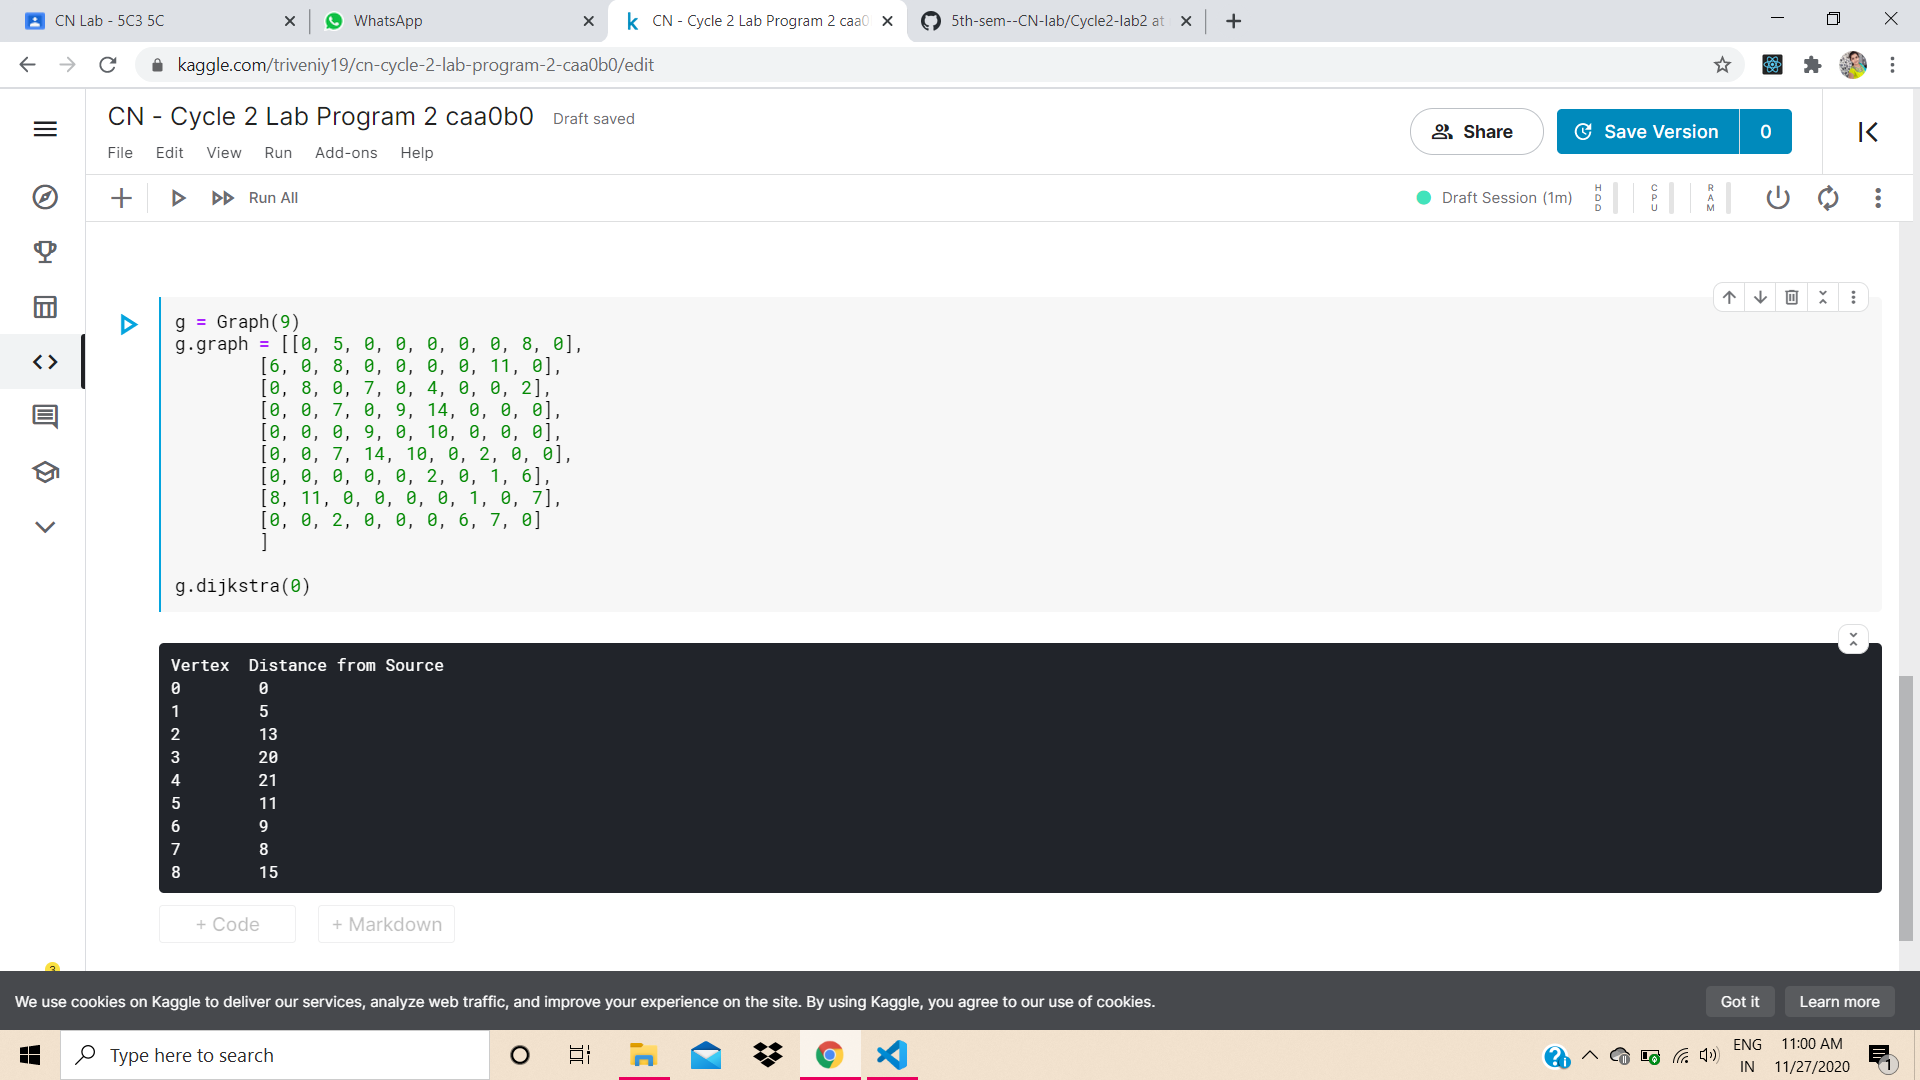 CN Lab - 5C3 5C
WhatsApp
CN - Cycle 2 Lab Program 2 caa0
5th-sem--CN-lab/Cycle2-lab2 at
kaggle.com/triveniy19/cn-cycle-2-lab-program-2-caa0b0/edit
CN - Cycle 2 Lab Program 2 caa0b0 Draft saved
Share
Save Version 0
File Edit View Run Add-ons Help
Run All
Draft Session (1m)
HDD
CPU
RAM
g = Graph(9)
g.graph = [[0, 5, 0, 0, 0, 0, 0, 8, 0],
[6, 0, 8, 0, 0, 0, 0, 11, 0],
[0, 8, 0, 7, 0, 4, 0, 0, 2],
[0, 0, 7, 0, 9, 14, 0, 0, 0],
[0, 0, 0, 9, 0, 10, 0, 0, 0],
[0, 0, 7, 14, 10, 0, 2, 0, 0],
[0, 0, 0, 0, 0, 2, 0, 1, 6],
[8, 11, 0, 0, 0, 0, 1, 0, 7],
[0, 0, 2, 0, 0, 0, 6, 7, 0]
]
g.dijkstra(0)
Vertex Distance from Source
0 0
1 5
2 13
3 20
4 21
5 11
6 9
7 8
8 15
+ Code + Markdown
3
We use cookies on Kaggle to deliver our services, analyze web traffic, and improve your experience on the site. By using Kaggle, you agree to our use of cookies.
Got it Learn more
Type here to search
ENG
IN
11:00 AM
11/27/2020
1